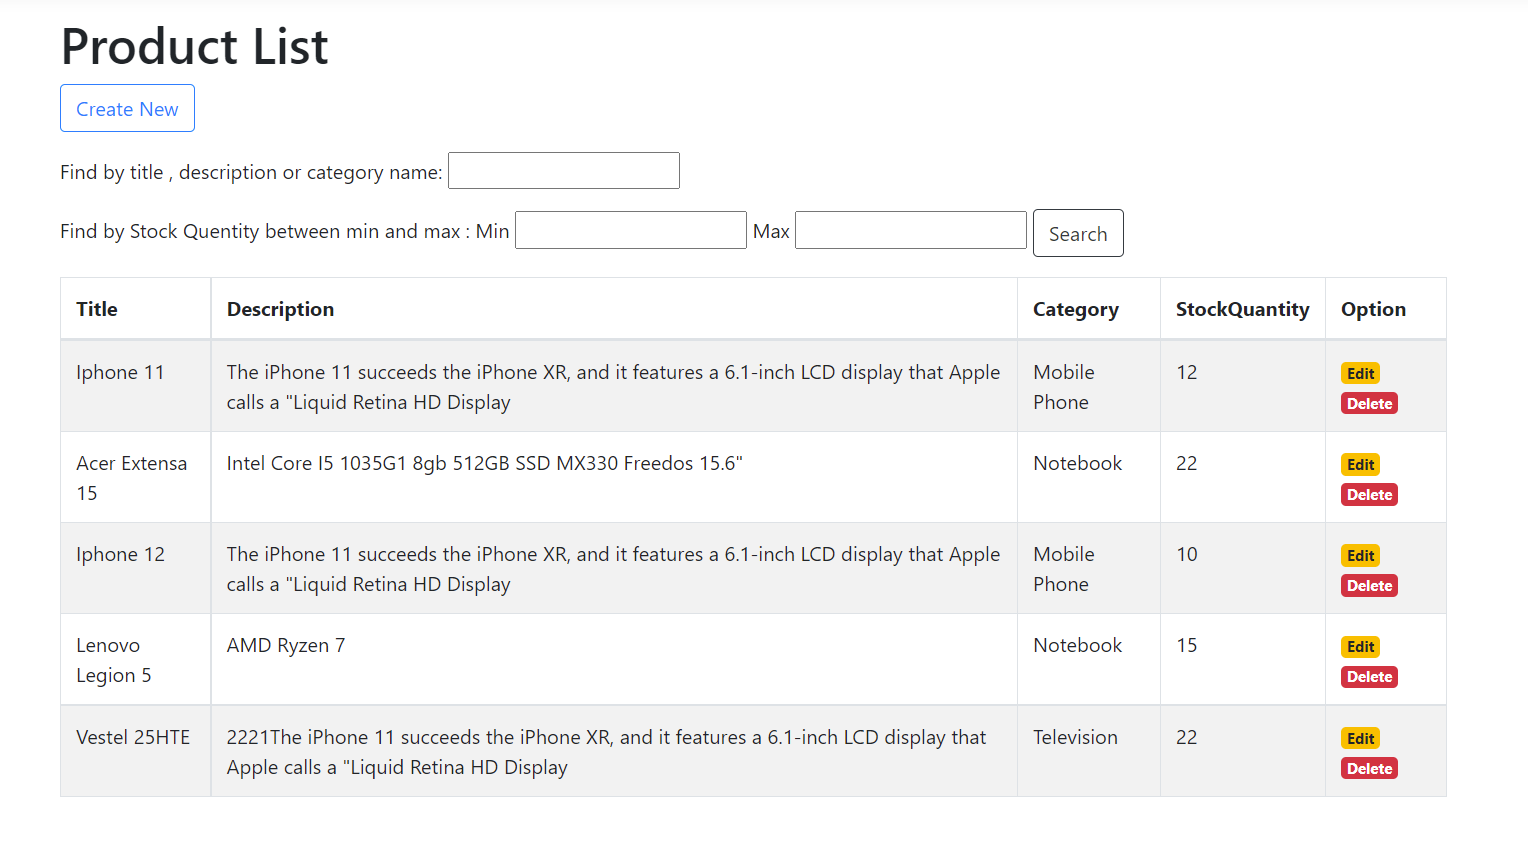 Product List
Create New
Find by title , description or category name:
Find by Stock Quentity between min and max : Min Max Search
Title Description Category StockQuantity Option
Iphone 11 The iPhone 11 succeeds the iPhone XR, and it features a 6.1-inch LCD display that Apple Mobile 12 Edit
calls a "Liquid Retina HD Display Phone Delete
Acer Extensa Intel Core I5 1035G1 8gb 512GB SSD MX330 Freedos 15.6" Notebook 22 Edit
15 Delete
Iphone 12 The iPhone 11 succeeds the iPhone XR, and it features a 6.1-inch LCD display that Apple Mobile 10 Edit
calls a "Liquid Retina HD Display Phone Delete
Lenovo AMD Ryzen 7 Notebook 15 Edit
Legion 5 Delete
Vestel 25HTE 2221The iPhone 11 succeeds the iPhone XR, and it features a 6.1-inch LCD display that Television 22 Edit
Apple calls a "Liquid Retina HD Display Delete